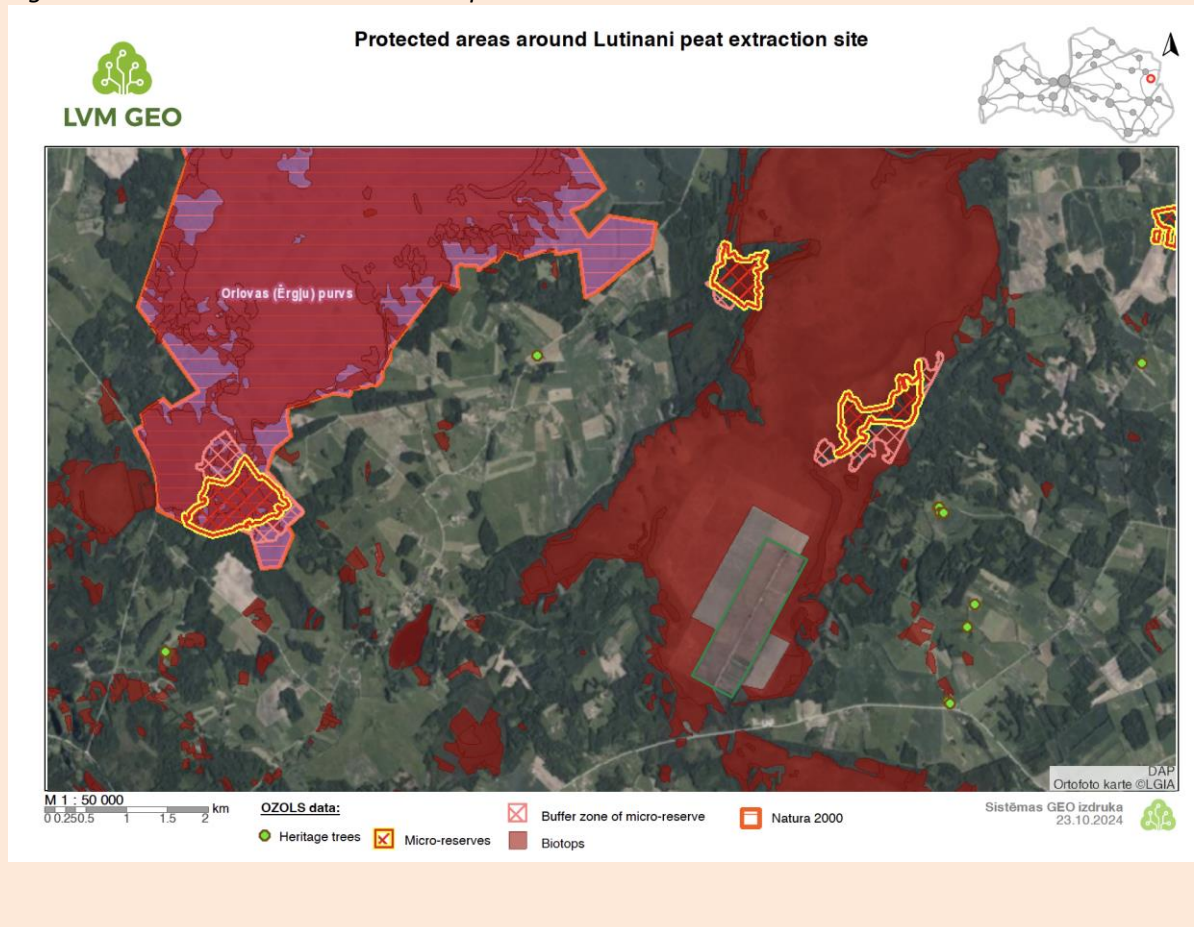 Protected areas around Lutinani peat extraction site
LVM GEO
Orlovas (Ērgļu) purvs
DAP
Ortofoto karte ©LGIA
M 1 : 50 000
0 0.250.5 1 1.5 2 km
OZOLS data:
Heritage trees
Micro-reserves
Buffer zone of micro-reserve
Biotops
Natura 2000
Sistēmas GEO izdruka
23.10.2024